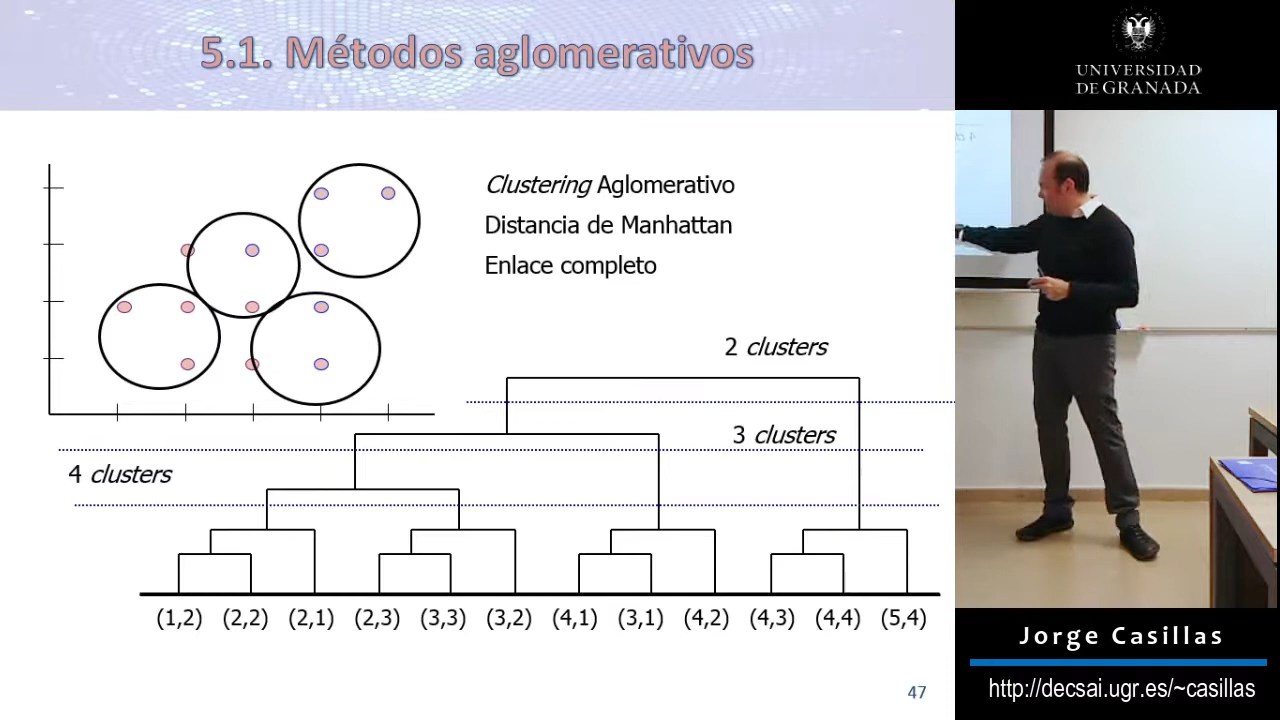 5.1. Métodos aglomerativos
UNIVERSIDAD
DE GRANADA
Clustering Aglomerativo
Distancia de Manhattan
Enlace completo
2 clusters
3 clusters
4 clusters
(1,2) (2,2) (2,1) (2,3) (3,3) (3,2) (4,1) (3,1) (4,2) (4,3) (4,4) (5,4)
Jorge Casillas
http://decsai.ugr.es/~casillas
47